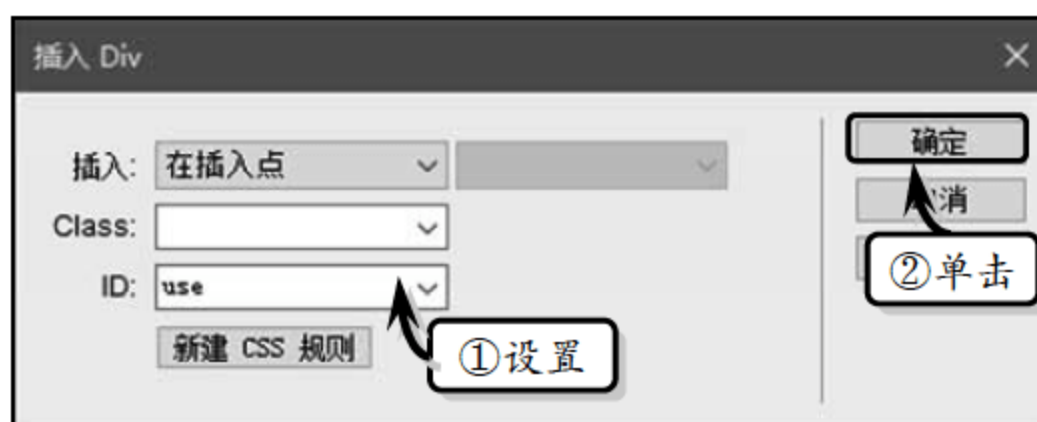 插入 Div
插入: 在插入点
Class:
ID: use
新建 CSS 规则
①设置
确定
消
②单击